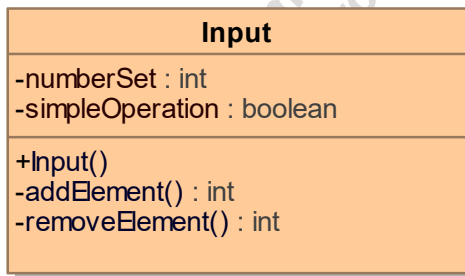 Input
-numberSet : int
-simpleOperation : boolean
+Input()
-addElement() : int
-removeElement() : int